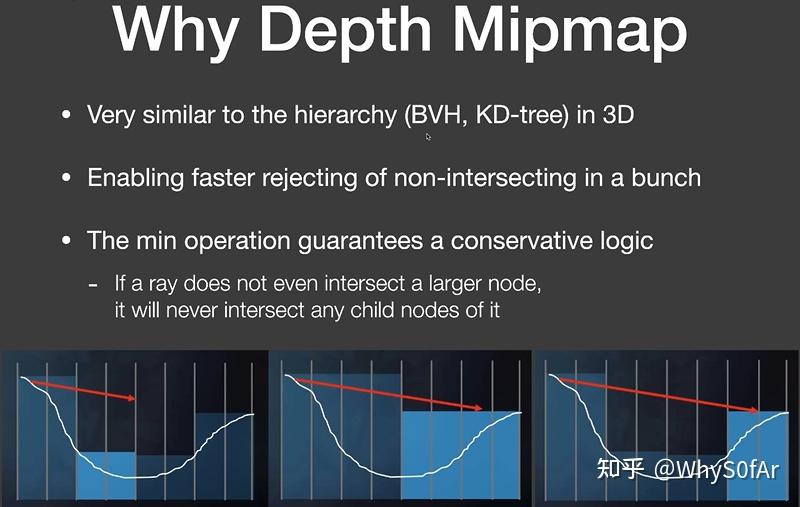 Why Depth Mipmap
• Very similar to the hierarchy (BVH, KD-tree) in 3D
• Enabling faster rejecting of non-intersecting in a bunch
• The min operation guarantees a conservative logic
- If a ray does not even intersect a larger node,
it will never intersect any child nodes of it
知乎 @WhyS0fAr